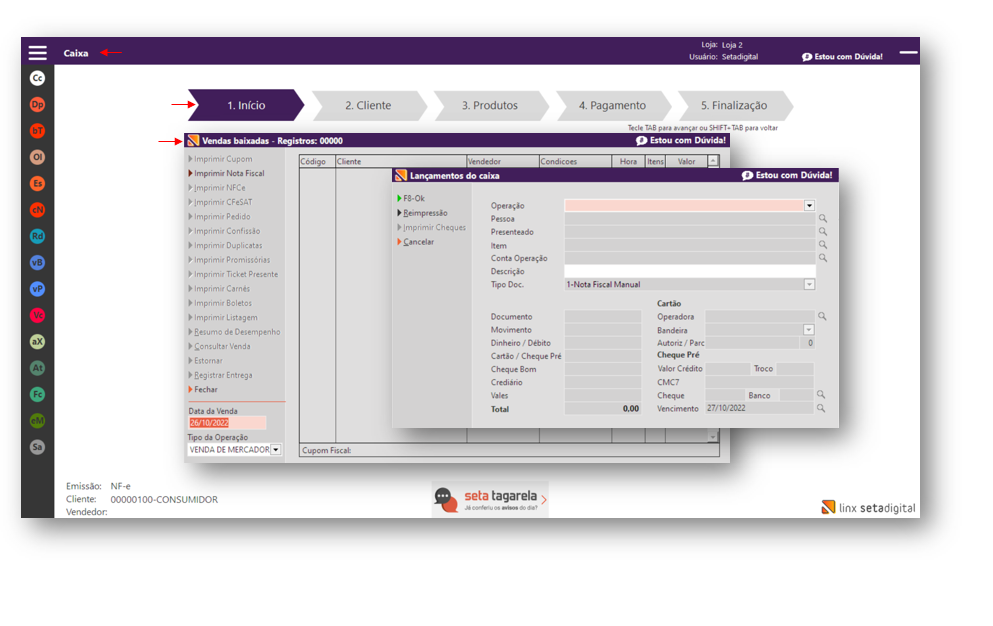 Caixa
Loja: Loja 2
Usuário: Setadigital
Estou com Dúvida!
Cc
Dp
bT
OI
Es
eN
Rd
vB
vP
Vc
aX
At
Fc
eM
Sa
1. Início
2. Cliente
3. Produtos
4. Pagamento
5. Finalização
Tecle TAB para avançar ou SHIFT+TAB para voltar
Vendas baixadas - Registros: 00000
Estou com Dúvida!
Imprimir Cupom
Imprimir Nota Fiscal
Imprimir NFCe
Imprimir CFeSAT
Imprimir Pedido
Imprimir Confissão
Imprimir Duplicatas
Imprimir Promissórias
Imprimir Ticket Presente
Imprimir Carnês
Imprimir Boletos
Imprimir Listagem
Resumo de Desempenho
Consultar Venda
Estornar
Registrar Entrega
Fechar
Data da Venda
26/10/2022
Tipo da Operação
VENDA DE MERCADOR
Código Cliente Vendedor Condicoes Hora Itens Valor
Cupom Fiscal:
Lançamentos do caixa
Estou com Dúvida!
F8-Ok
Reimpressão
Imprimir Cheques
Cancelar
Operação
Pessoa
Presenteado
Item
Conta Operação
Descrição
Tipo Doc. 1-Nota Fiscal Manual
Documento
Movimento
Dinheiro / Débito
Cartão / Cheque Pré
Cheque Bom
Crediário
Vales
Total 0,00
Cartão
Operadora
Bandeira
Autoriz / Parc 0
Cheque Pré
Valor Crédito Troco
CMC7
Cheque Banco
Vencimento 27/10/2022
Emissão: NF-e
Cliente: 00000100-CONSUMIDOR
Vendedor:
seta tagarela
Já conferiu os avisos do dia?
linx setadigital